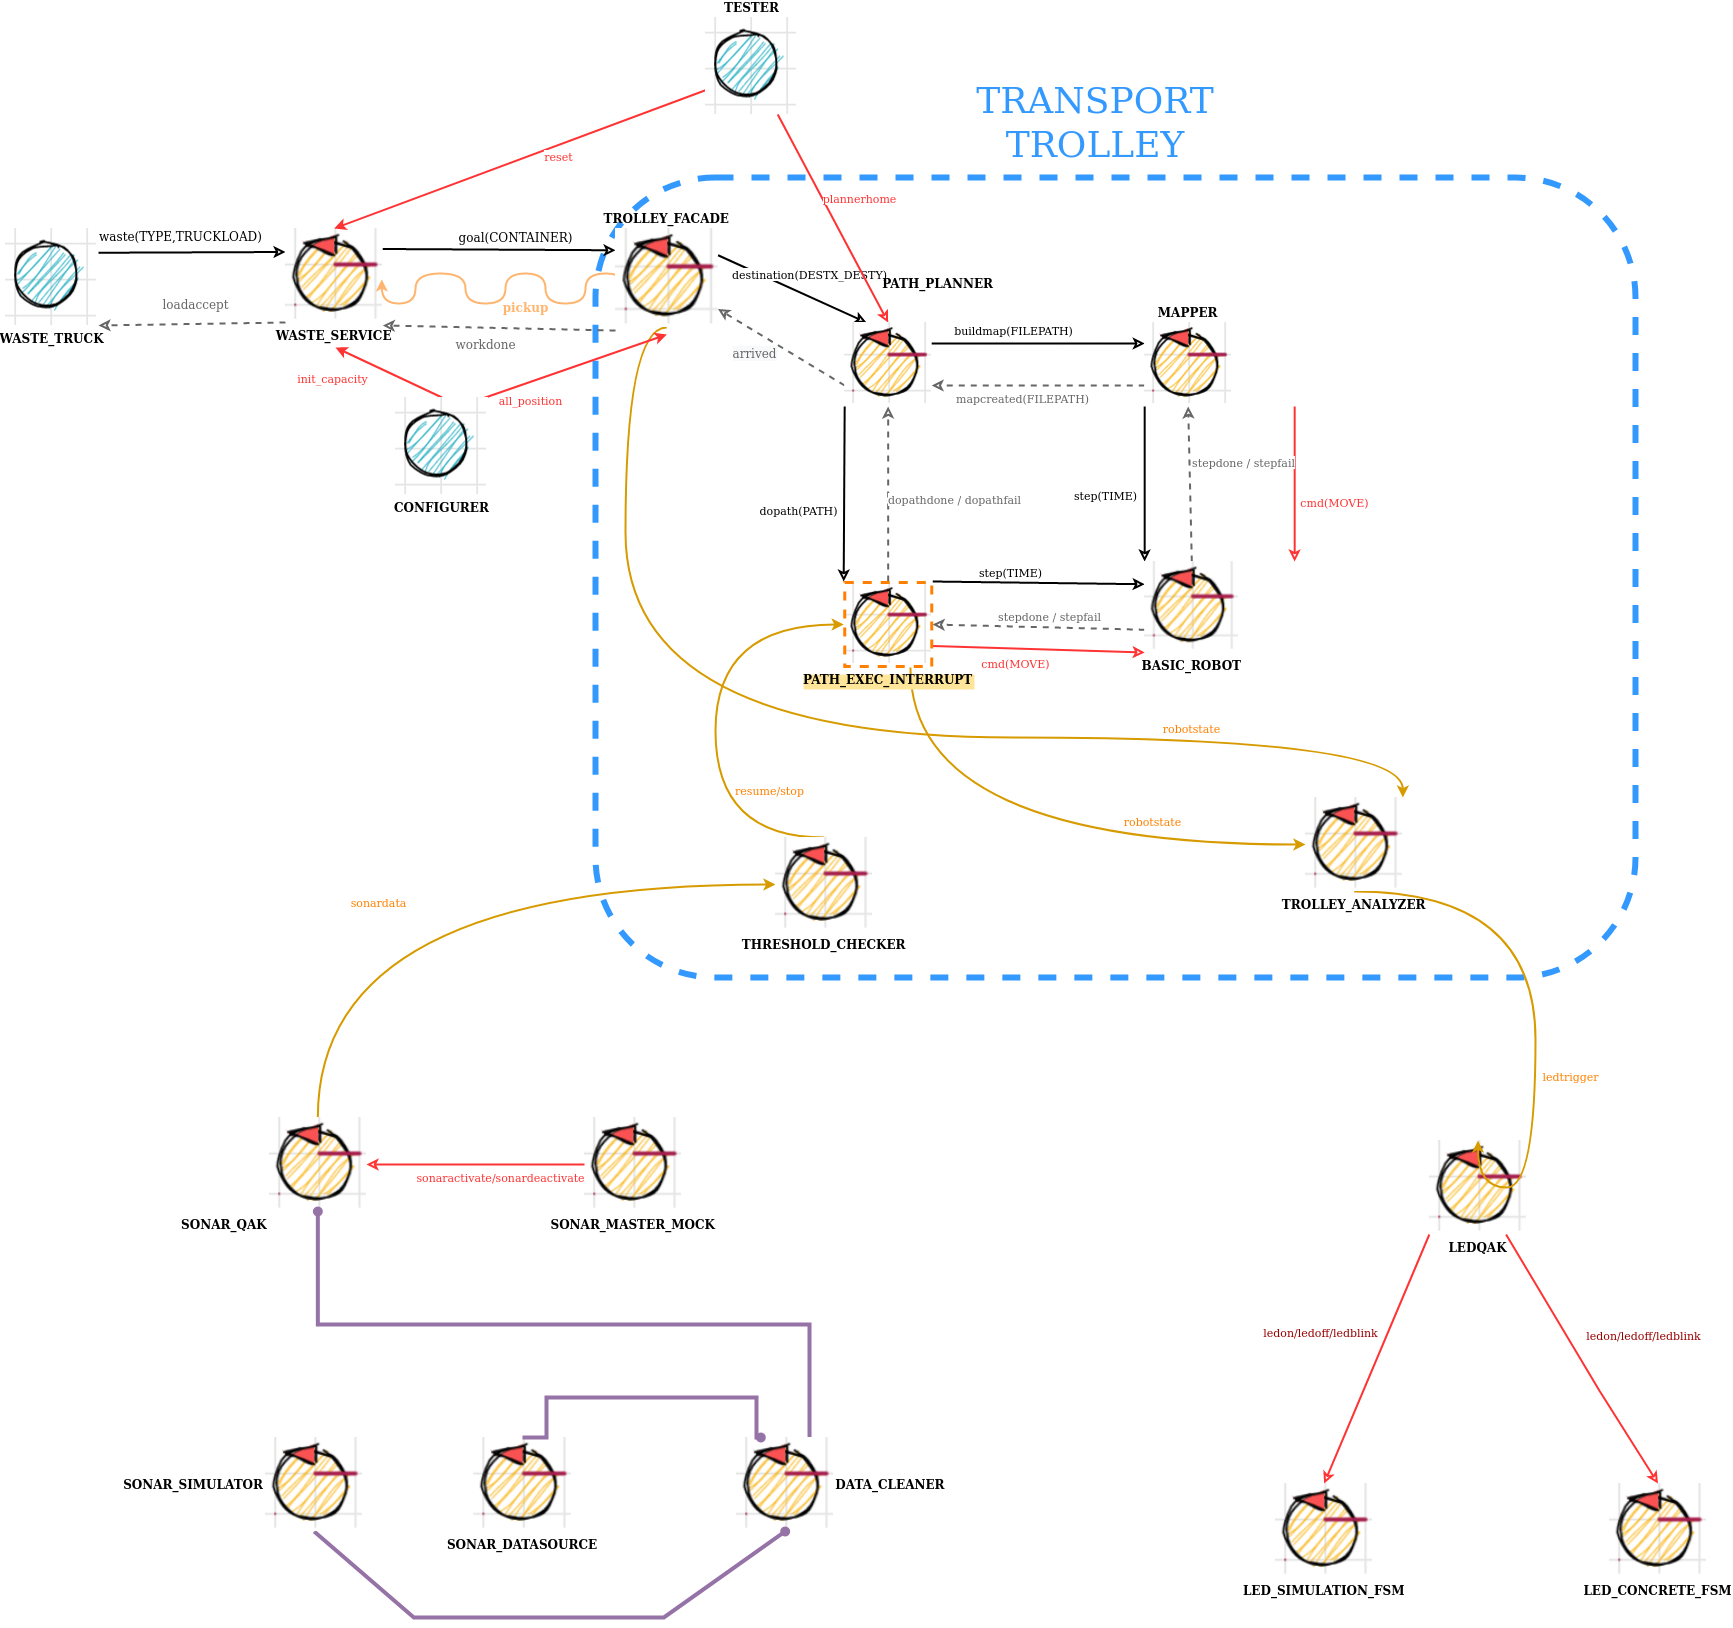 TESTER
TRANSPORT
TROLLEY
reset
plannerhome
TROLLEY_FACADE
waste(TYPE,TRUCKLOAD)
goal(CONTAINER)
destination(DESTX_DESTY)
PATH_PLANNER
loadaccept
pickup
MAPPER
WASTE_TRUCK
WASTE_SERVICE
workdone
buildmap(FILEPATH)
arrived
init_capacity
all_position
mapcreated(FILEPATH)
stepdone / stepfail
CONFIGURER
dopath(PATH)
dopathdone / dopathfail
step(TIME)
cmd(MOVE)
step(TIME)
stepdone / stepfail
cmd(MOVE)
BASIC_ROBOT
PATH_EXEC_INTERRUPT
robotstate
resume/stop
robotstate
sonardata
TROLLEY_ANALYZER
THRESHOLD_CHECKER
ledtrigger
sonaractivate/sonardeactivate
SONAR_QAK
SONAR_MASTER_MOCK
LEDQAK
ledon/ledoff/ledblink
ledon/ledoff/ledblink
SONAR_SIMULATOR
DATA_CLEANER
SONAR_DATASOURCE
LED_SIMULATION_FSM
LED_CONCRETE_FSM